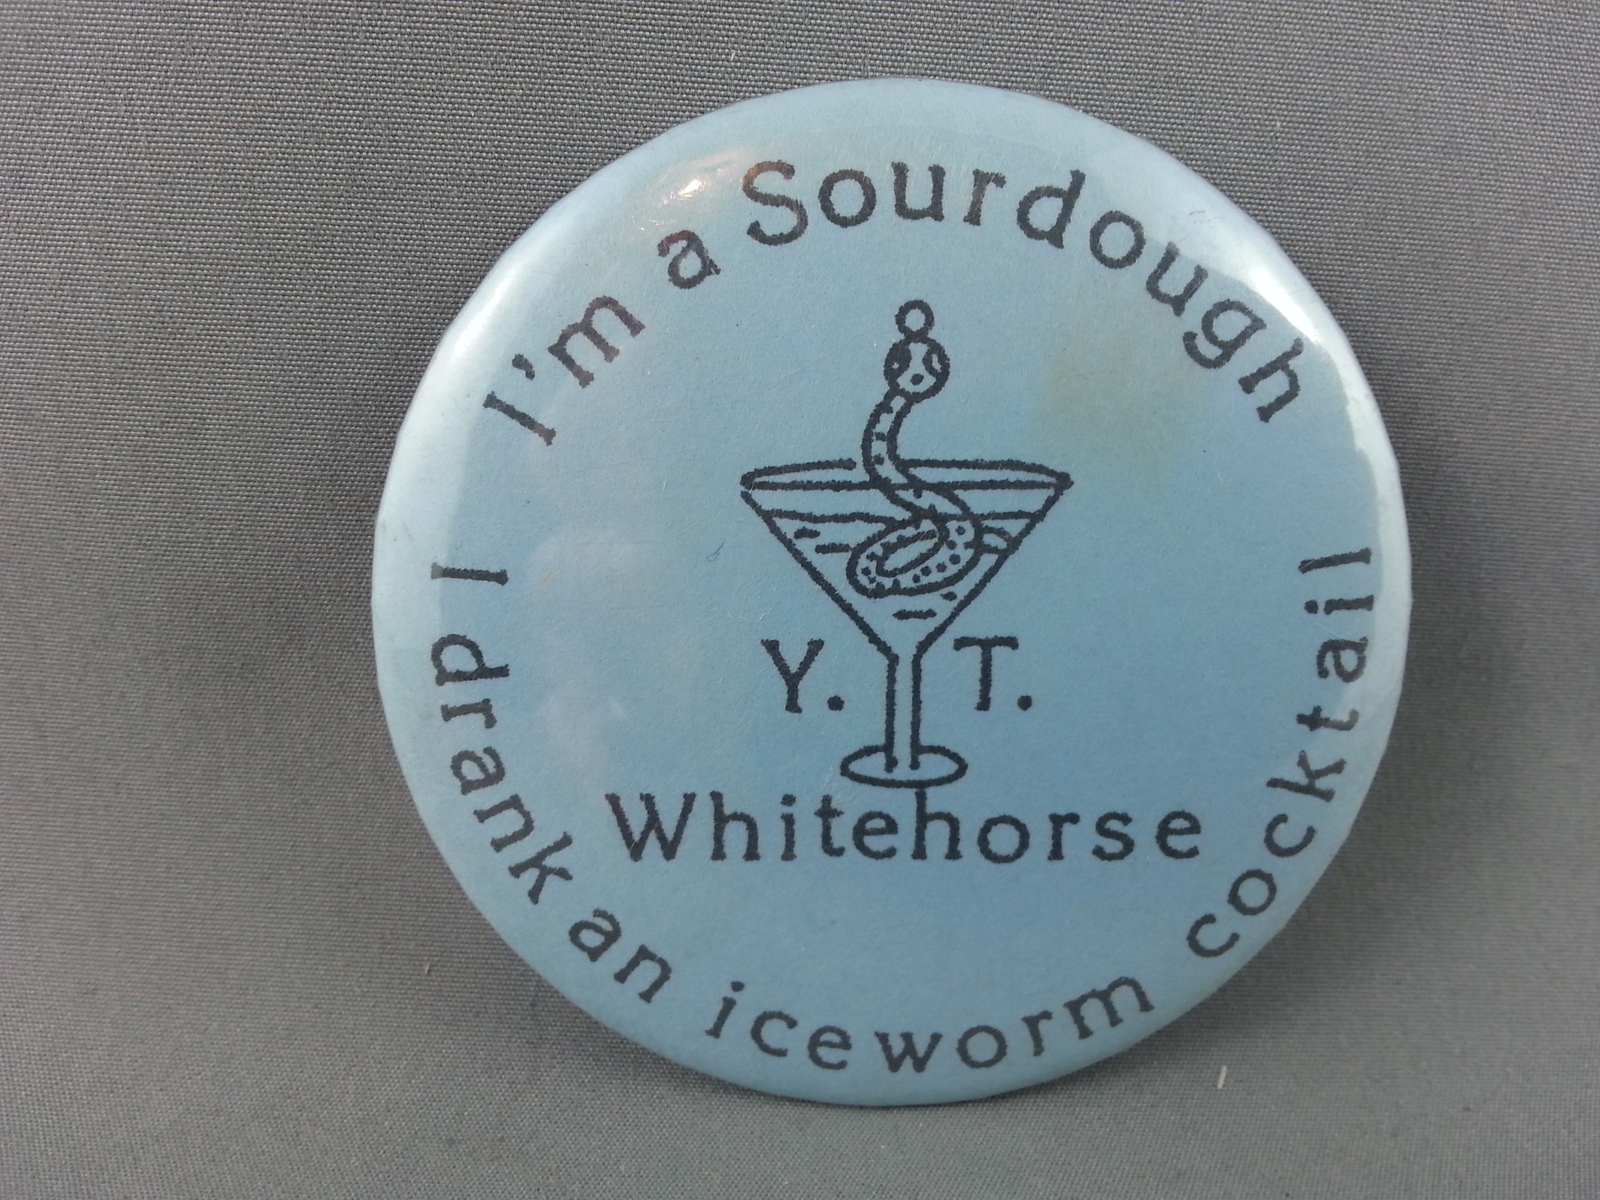 I'm a Sourdough
Y. T.
Whitehorse
I drank an iceworm cocktail